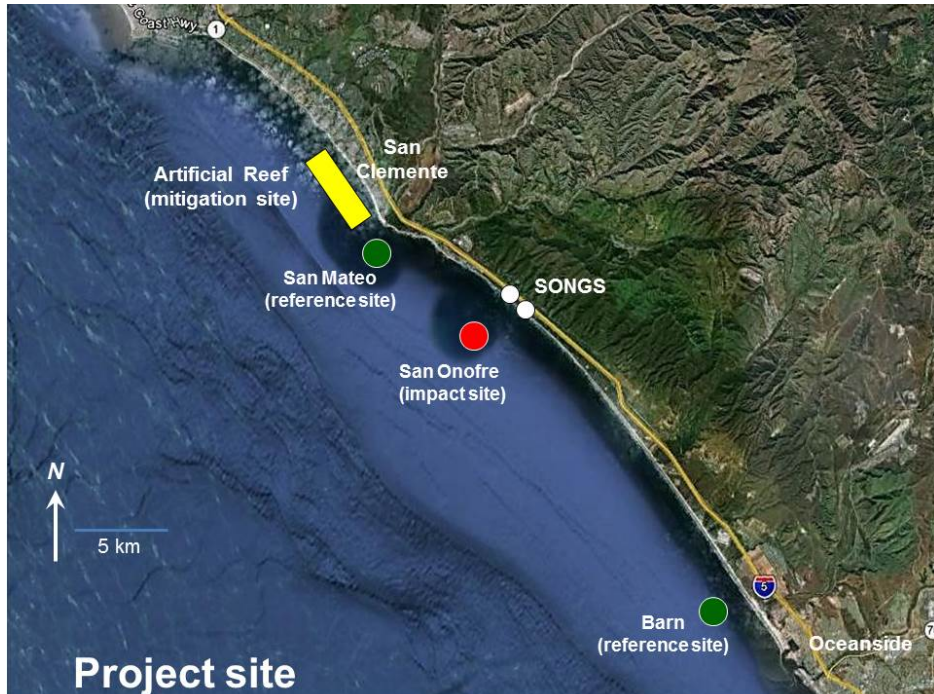 Coast Hwy
1
San
Clemente
Artificial Reef
(mitigation site)
San Mateo
(reference site)
SONGS
San Onofre
(impact site)
N
5 km
5
Barn
(reference site)
Oceanside
7
Project site